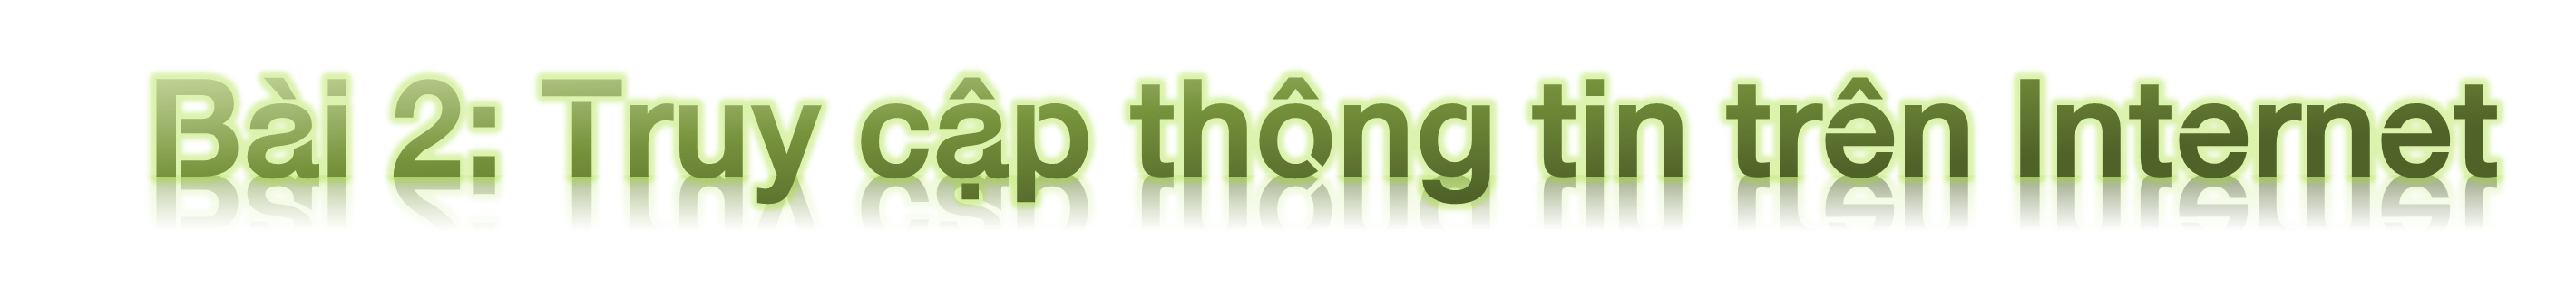 Bài 2: Truy cập thông tin trên Internet